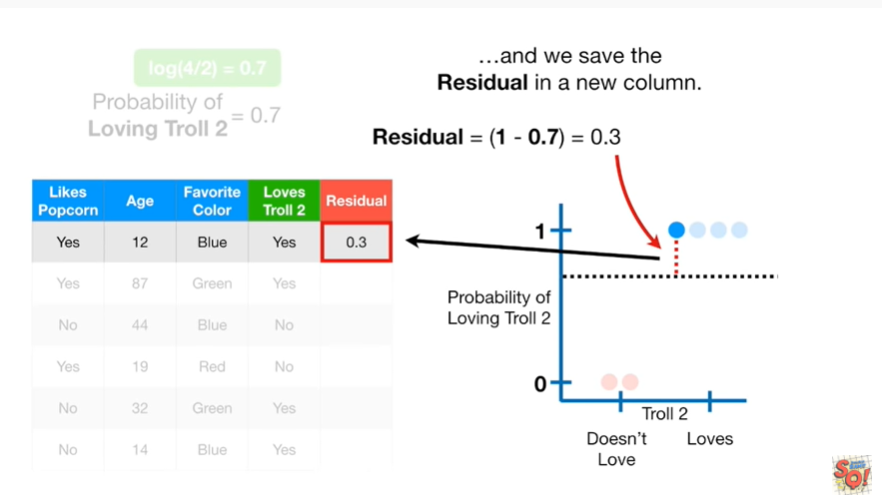 log(4/2) = 0.7
Probability of
Loving Troll 2 = 0.7
…and we save the
Residual in a new column.
Residual = (1 - 0.7) = 0.3
Likes Popcorn Age Favorite Color Loves Troll 2 Residual
Yes 12 Blue Yes 0.3
Yes 87 Green Yes
No 44 Blue No
Yes 19 Red No
No 32 Green Yes
No 14 Blue Yes
1
Probability of
Loving Troll 2
0
Troll 2
Doesn't Love
Loves
SQ!